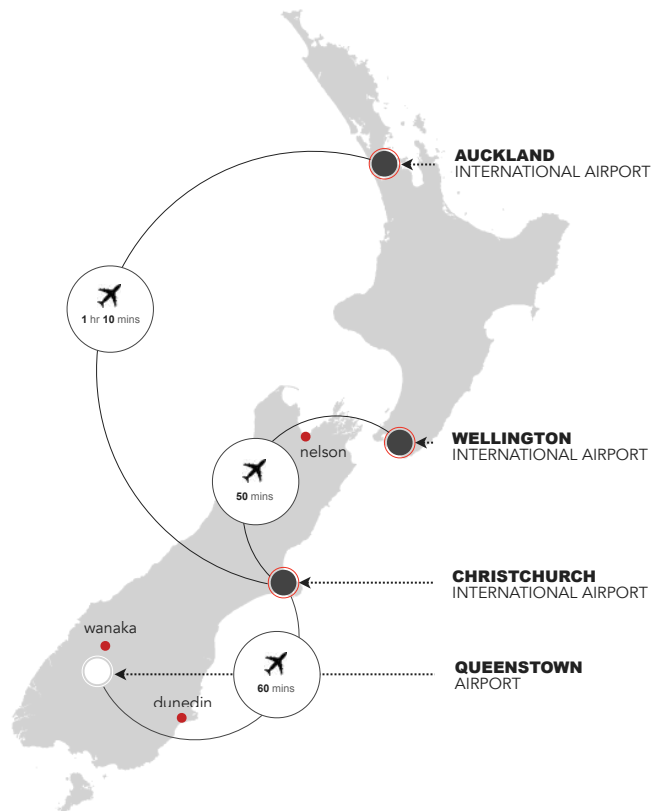 AUCKLAND
INTERNATIONAL AIRPORT
1 hr 10 mins
WELLINGTON
INTERNATIONAL AIRPORT
nelson
50 mins
CHRISTCHURCH
INTERNATIONAL AIRPORT
wanaka
QUEENSTOWN
AIRPORT
60 mins
dunedin